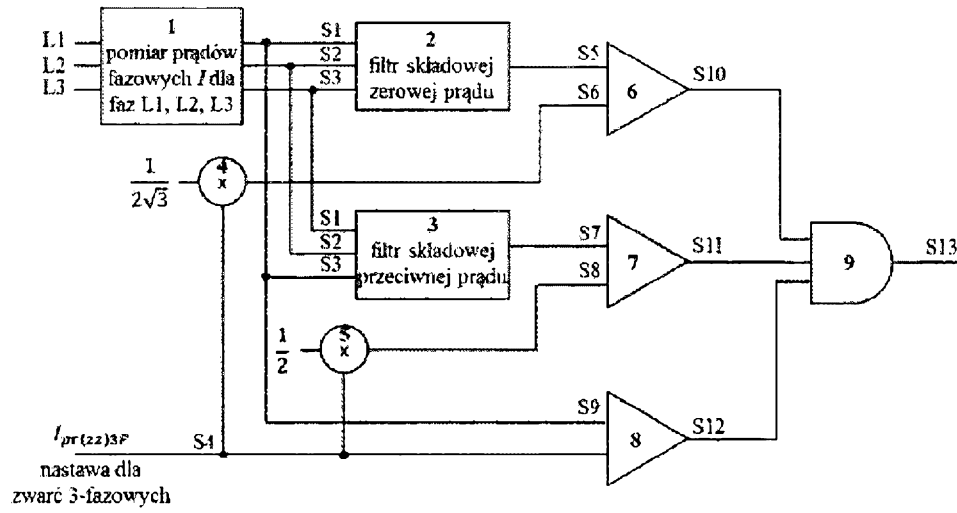 1
pomiar prądów
fazowych I dla
faz L1, L2, L3
L1
L2
L3
S1
S2
S3
2
filtr składowej
zerowej prądu
S5
S6
6
S10
1
2√3
4
x
S1
S2
S3
3
filtr składowej
przeciwnej prądu
S7
S8
7
S11
9
S13
1
2
5
x
S9
8
S12
I_pr(zz)3F
S4
nastawa dla
zwarć 3-fazowych